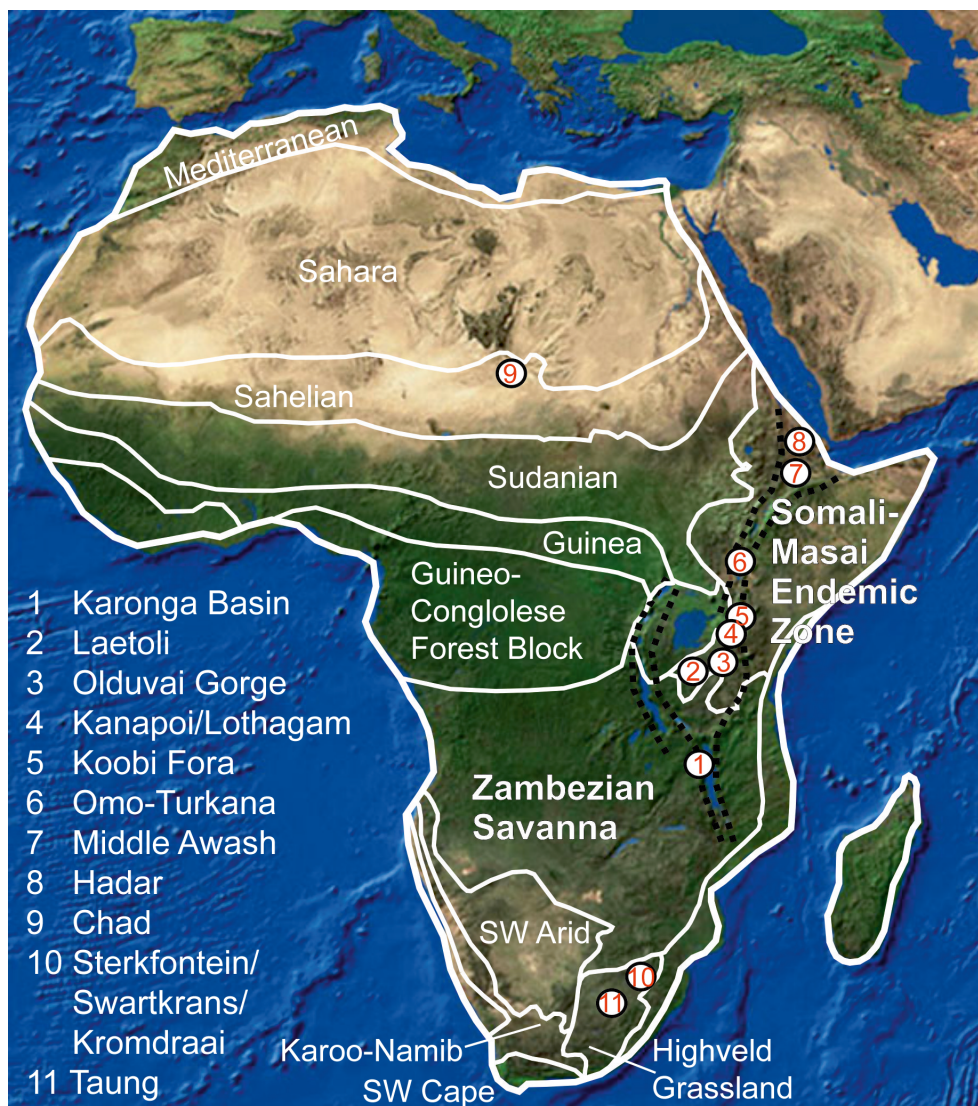 Mediterranean
Sahara
9
Sahelian
8
Sudanian
7
Somali-
Masai
Endemic
Zone
Guinea
6
Guineo-
Conglolese
Forest Block
5
4
3
2
1
Zambezian
Savanna
SW Arid
10
11
Karoo-Namib
Highveld
Grassland
SW Cape
1 Karonga Basin
2 Laetoli
3 Olduvai Gorge
4 Kanapoi/Lothagam
5 Koobi Fora
6 Omo-Turkana
7 Middle Awash
8 Hadar
9 Chad
10 Sterkfontein/
Swartkrans/
Kromdraai
11 Taung